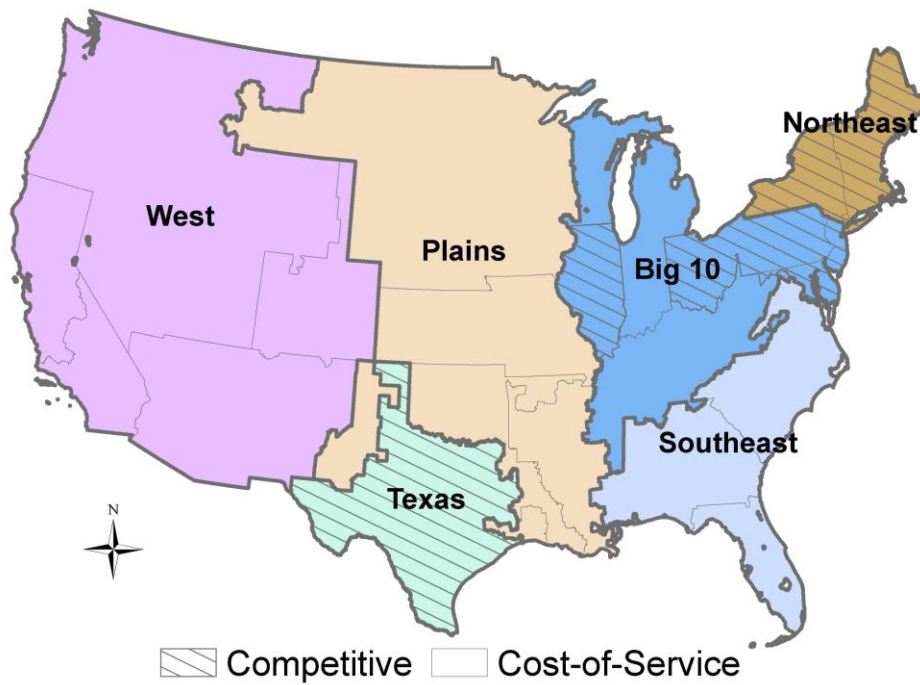 Northeast
West
Plains
Big 10
Southeast
Texas
N
Competitive
Cost-of-Service